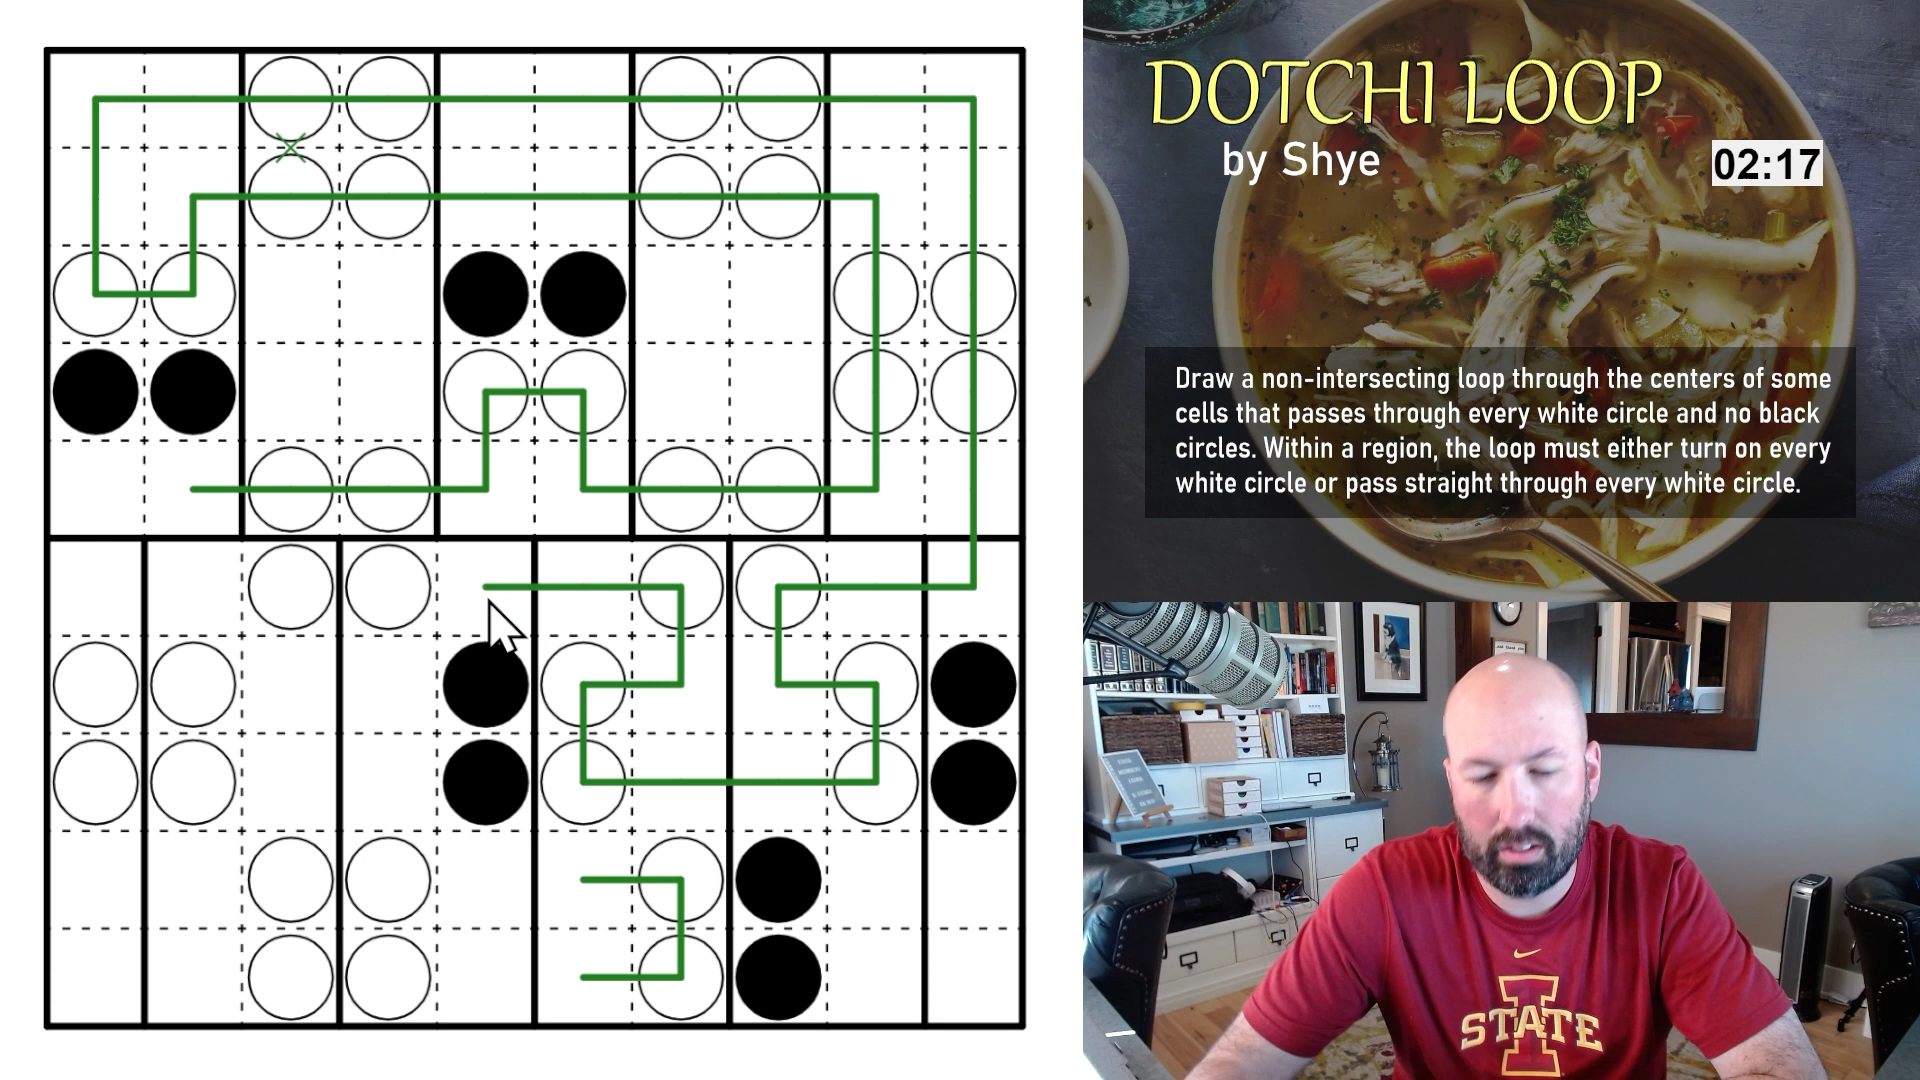 DOTCHI LOOP
by Shye
02:17
Draw a non-intersecting loop through the centers of some
cells that passes through every white circle and no black
circles. Within a region, the loop must either turn on every
white circle or pass straight through every white circle.
STATE